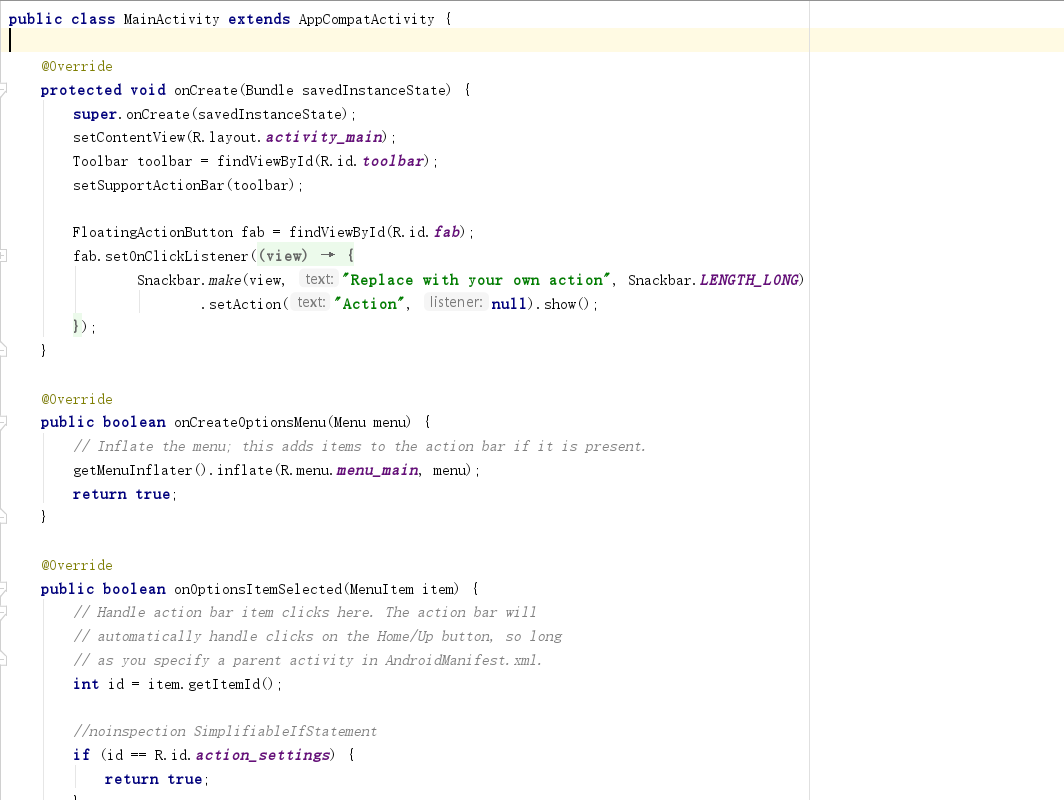 public class MainActivity extends AppCompatActivity {
@Override
protected void onCreate(Bundle savedInstanceState) {
super.onCreate(savedInstanceState);
setContentView(R.layout.activity_main);
Toolbar toolbar = findViewById(R.id.toolbar);
setSupportActionBar(toolbar);
FloatingActionButton fab = findViewById(R.id.fab);
fab.setOnClickListener((view) → {
Snackbar.make(view, text: "Replace with your own action", Snackbar.LENGTH_LONG)
.setAction( text: "Action", listener: null).show();
});
}
@Override
public boolean onCreateOptionsMenu(Menu menu) {
// Inflate the menu; this adds items to the action bar if it is present.
getMenuInflater().inflate(R.menu.menu_main, menu);
return true;
}
@Override
public boolean onOptionsItemSelected(MenuItem item) {
// Handle action bar item clicks here. The action bar will
// automatically handle clicks on the Home/Up button, so long
// as you specify a parent activity in AndroidManifest.xml.
int id = item.getItemId();
//noinspection SimplifiableIfStatement
if (id == R.id.action_settings) {
return true;
}